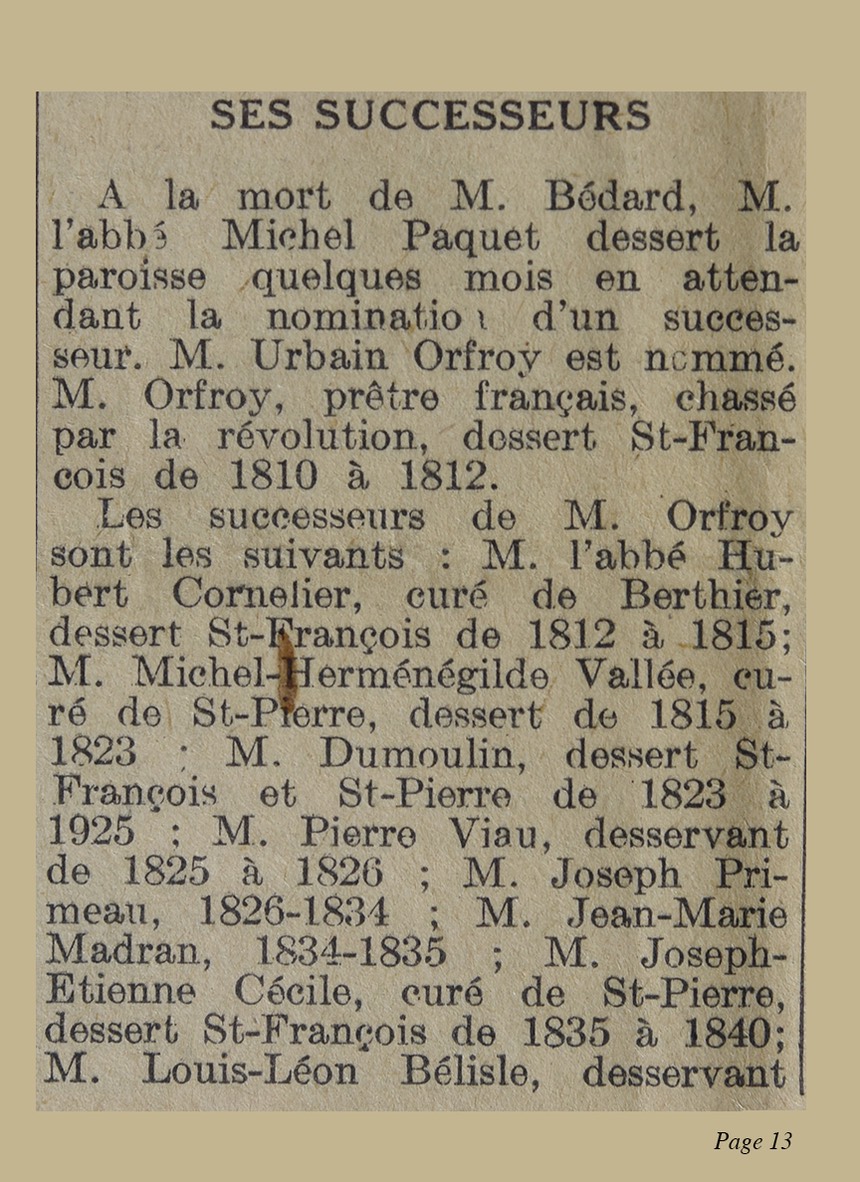 SES SUCCESSEURS
A la mort de M. Bédard, M.
l'abbé Michel Paquet dessert la
paroisse quelques mois en atten-
dant la nomination d'un succes-
seur. M. Urbain Orfroy est nommé.
M. Orfroy, prêtre français, chassé
par la révolution, dessert St-Fran-
cois de 1810 à 1812.
Les successeurs de M. Orfroy
sont les suivants : M. l'abbé Hu-
bert Cornelier, curé de Berthier,
dessert St-François de 1812 à 1815;
M. Michel-Herménégilde Vallée, cu-
ré de St-Pierre, dessert de 1815 à
1823 ; M. Dumoulin, dessert St-
François et St-Pierre de 1823 à
1925 ; M. Pierre Viau, desservant
de 1825 à 1826 ; M. Joseph Pri-
meau, 1826-1834 ; M. Jean-Marie
Madran, 1834-1835 ; M. Joseph-
Etienne Cécile, curé de St-Pierre,
dessert St-François de 1835 à 1840;
M. Louis-Léon Bélisle, desservant
Page 13